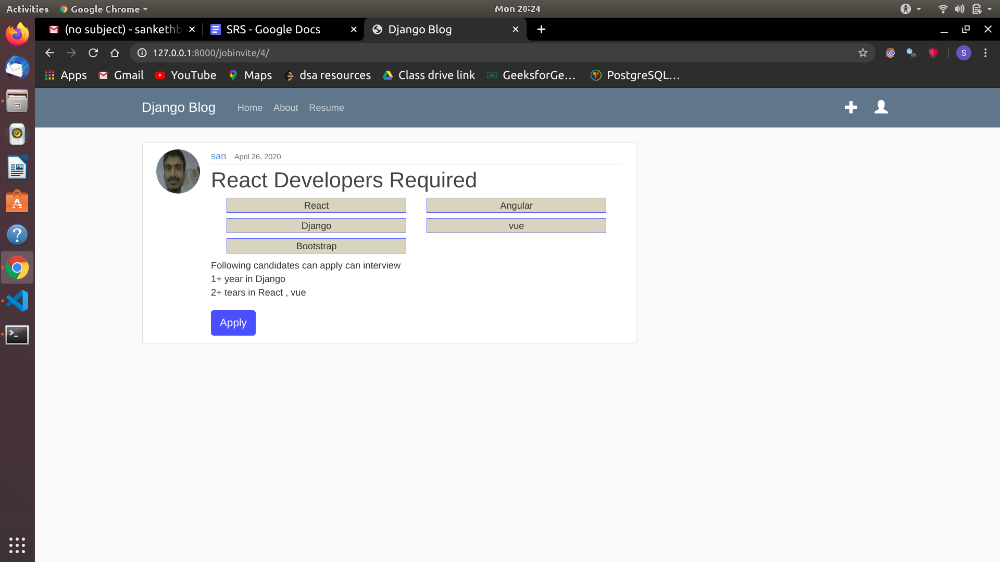 Activities Google Chrome Mon 20:24
(no subject) - sankethb SRS - Google Docs Django Blog
127.0.0.1:8000/jobinvite/4/ S
Apps Gmail YouTube Maps dsa resources Class drive link GeeksforGe... PostgreSQL...
Django Blog Home About Resume
san April 26, 2020
React Developers Required
React Angular
Django vue
Bootstrap
Following candidates can apply can interview
1+ year in Django
2+ tears in React , vue
Apply